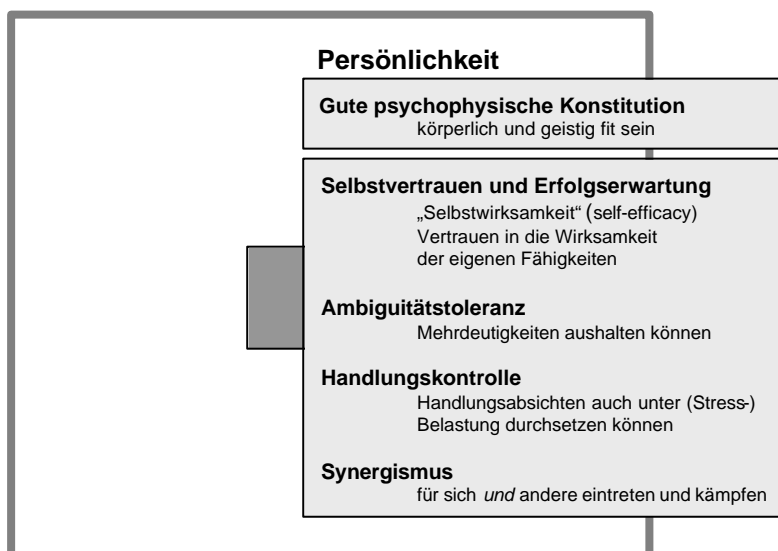 Persönlichkeit
Gute psychophysische Konstitution
körperlich und geistig fit sein
Selbstvertrauen und Erfolgserwartung
„Selbstwirksamkeit“ (self-efficacy)
Vertrauen in die Wirksamkeit
der eigenen Fähigkeiten
Ambiguitätstoleranz
Mehrdeutigkeiten aushalten können
Handlungskontrolle
Handlungsabsichten auch unter (Stress-)
Belastung durchsetzen können
Synergismus
für sich und andere eintreten und kämpfen